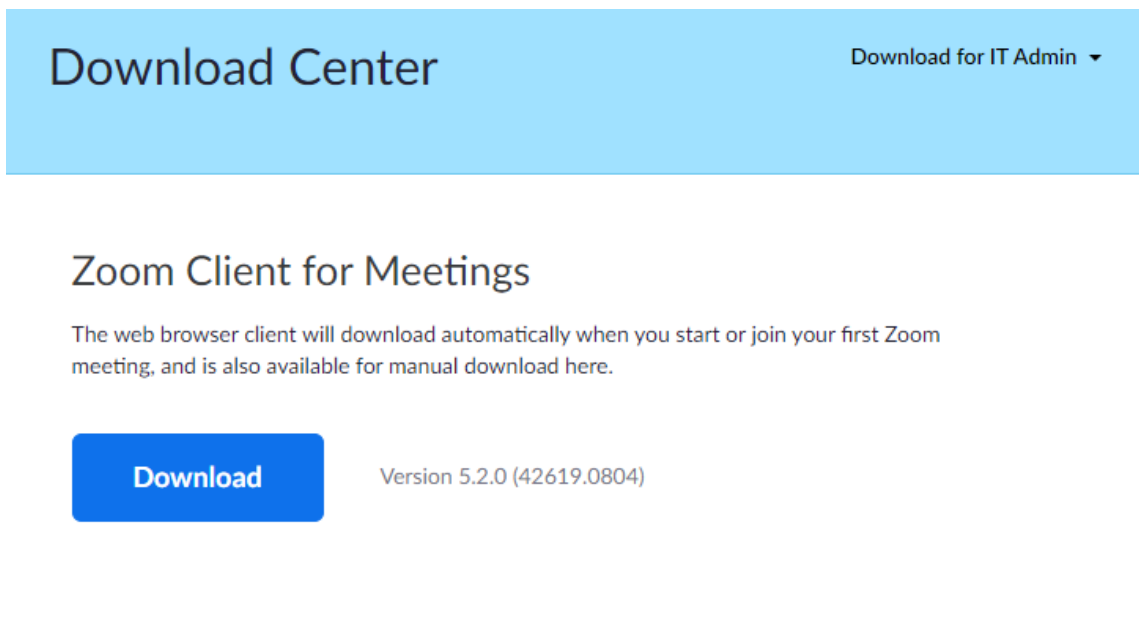 Download Center
Download for IT Admin
Zoom Client for Meetings
The web browser client will download automatically when you start or join your first Zoom
meeting, and is also available for manual download here.
Download
Version 5.2.0 (42619.0804)